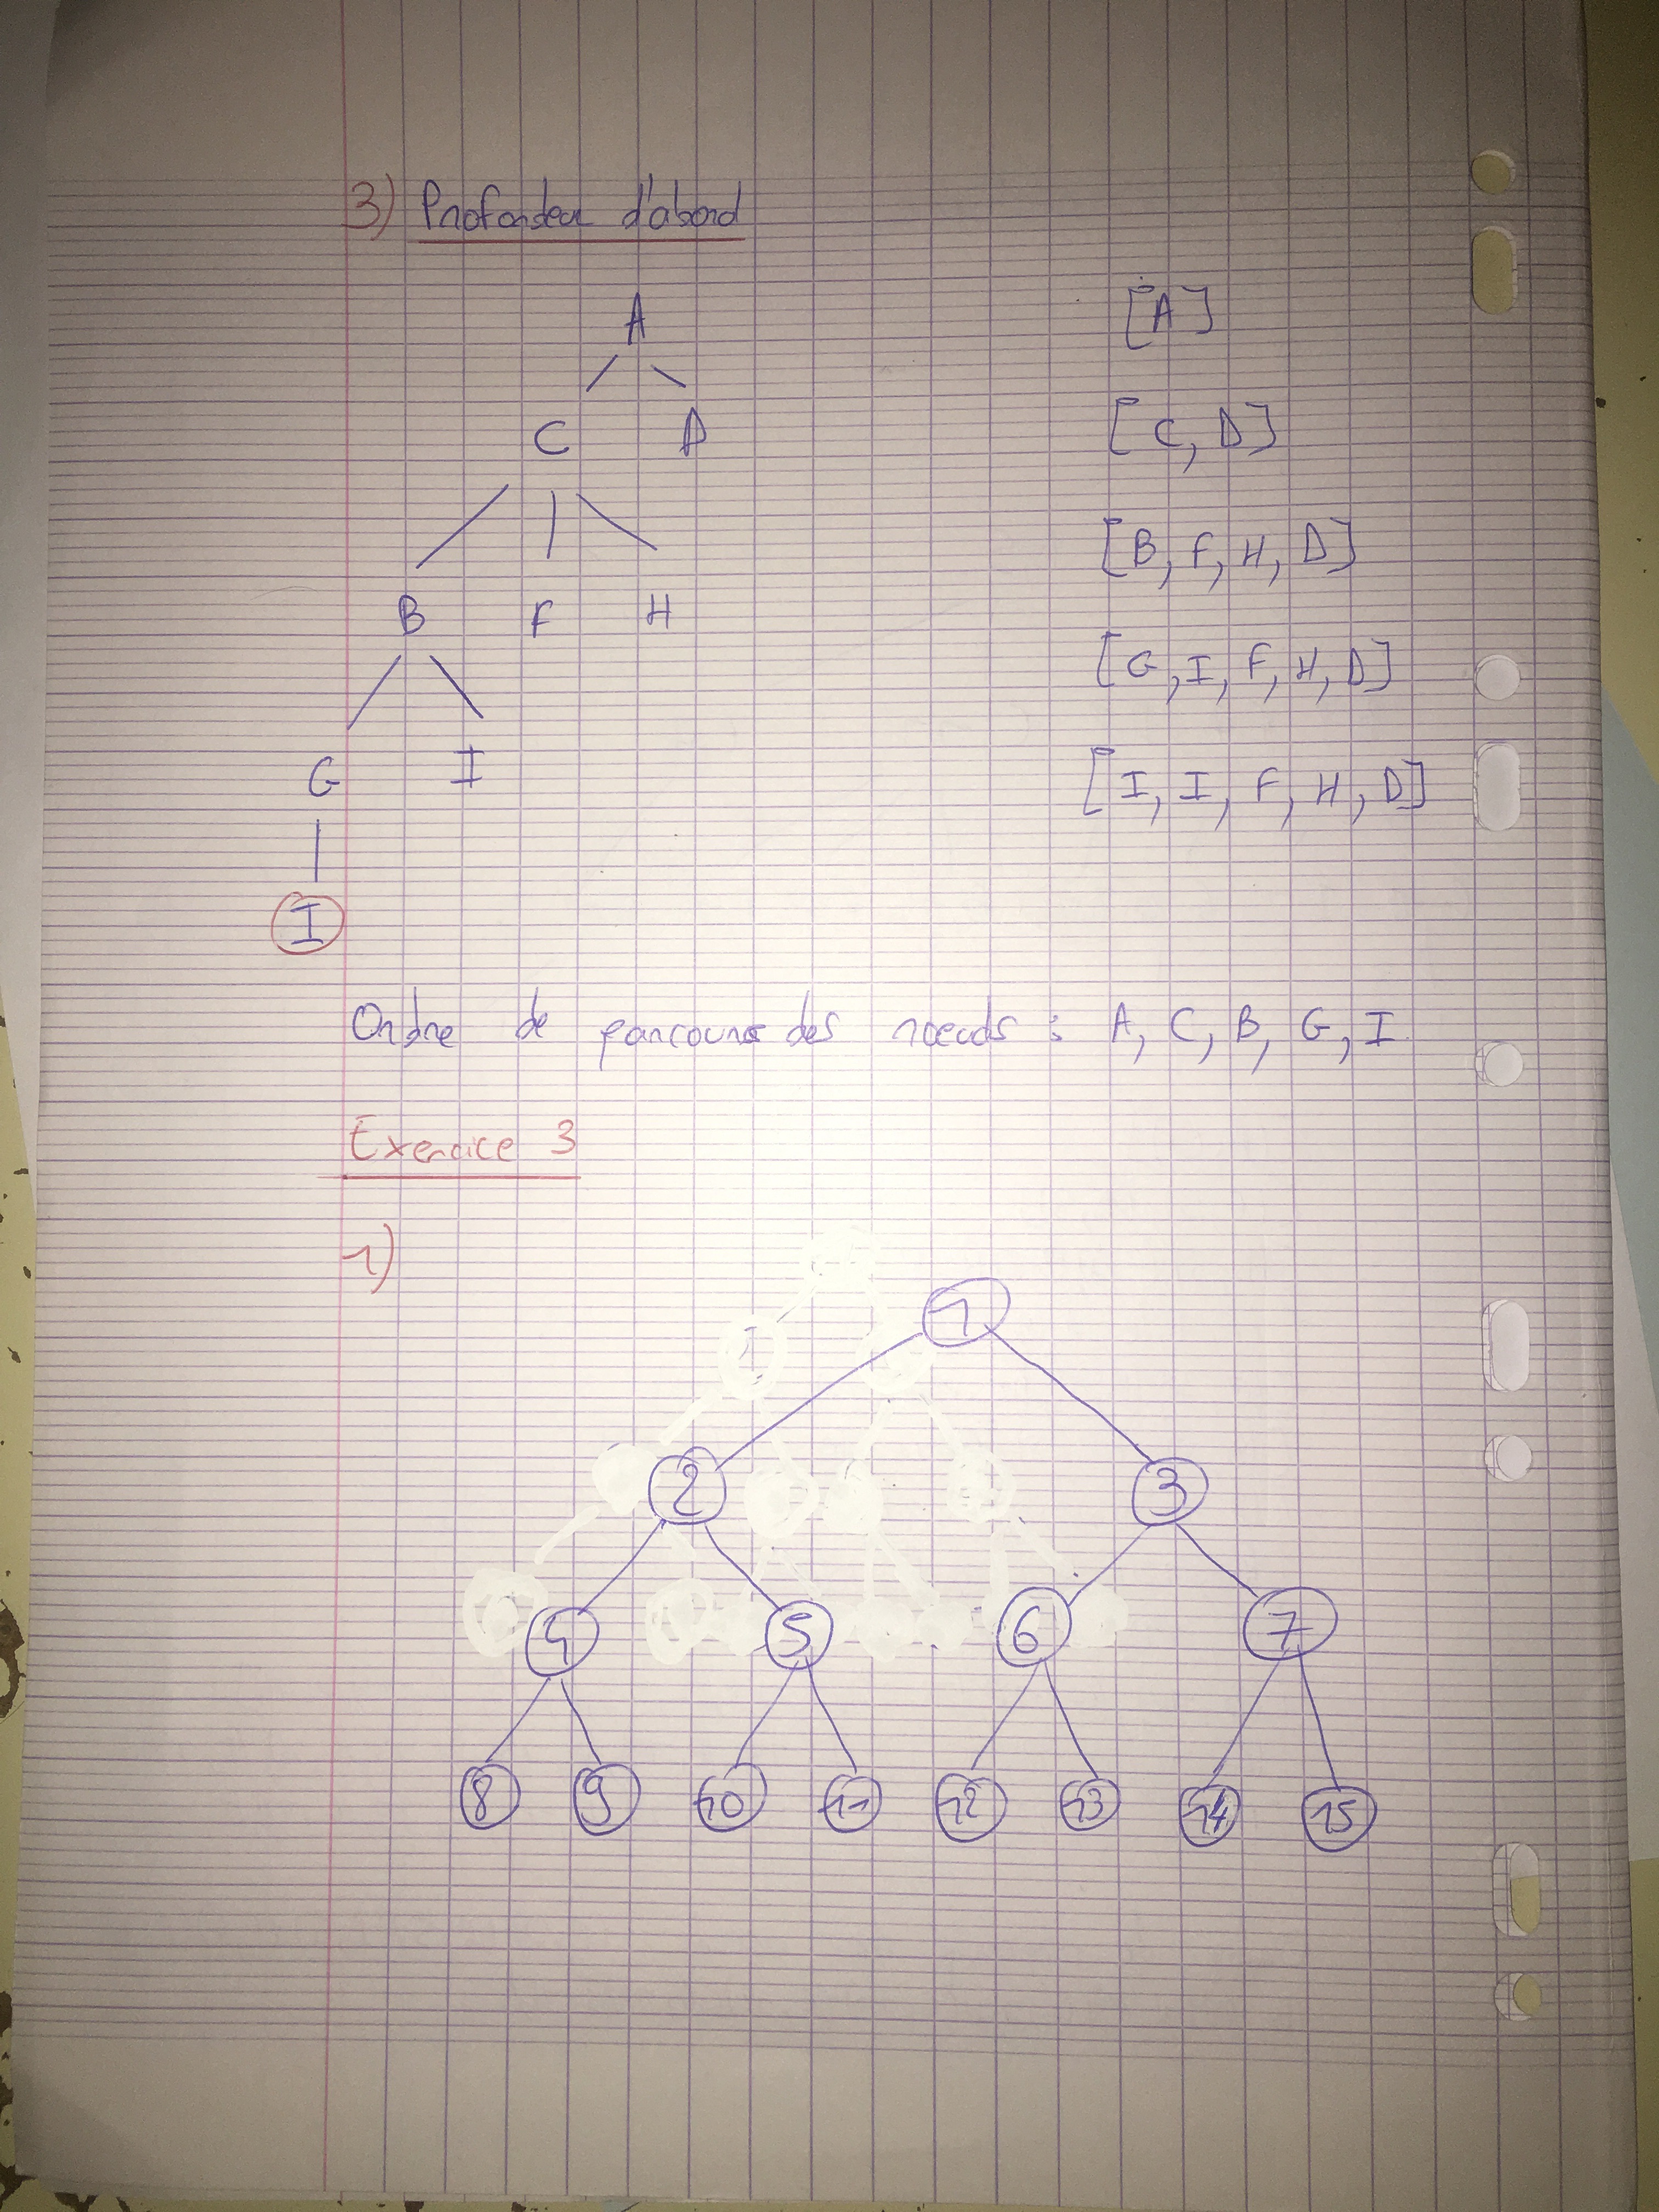 3) Profondeur d'abord
A
[A]
C D
[C, D]
B F H
[B, F, H, D]
G I
[G, I, F, H, D]
[I, I, F, H, D]
I
Ordre de parcours des nœuds : A, C, B, G, I
Exercice 3
1)
1
2 3
4 5 6 7
8 9 10 11 12 13 14 15